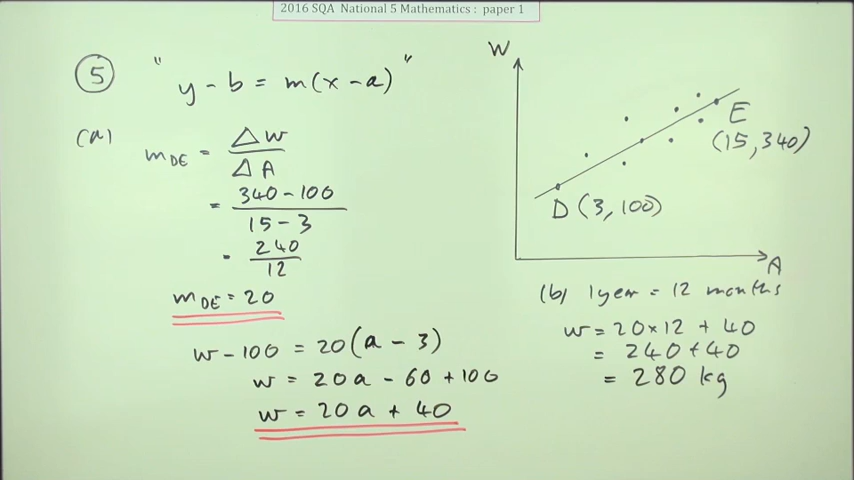 2016 SQA National 5 Mathematics : paper 1
5
" y - b = m(x - a) "
(a) mDE = ΔW / ΔA
= 340 - 100 / 15 - 3
= 240 / 12
mDE = 20
w - 100 = 20(a - 3)
w = 20a - 60 + 100
w = 20a + 40
W
E
(15, 340)
D(3, 100)
A
(b) 1 year = 12 months
w = 20 × 12 + 40
= 240 + 40
= 280 kg